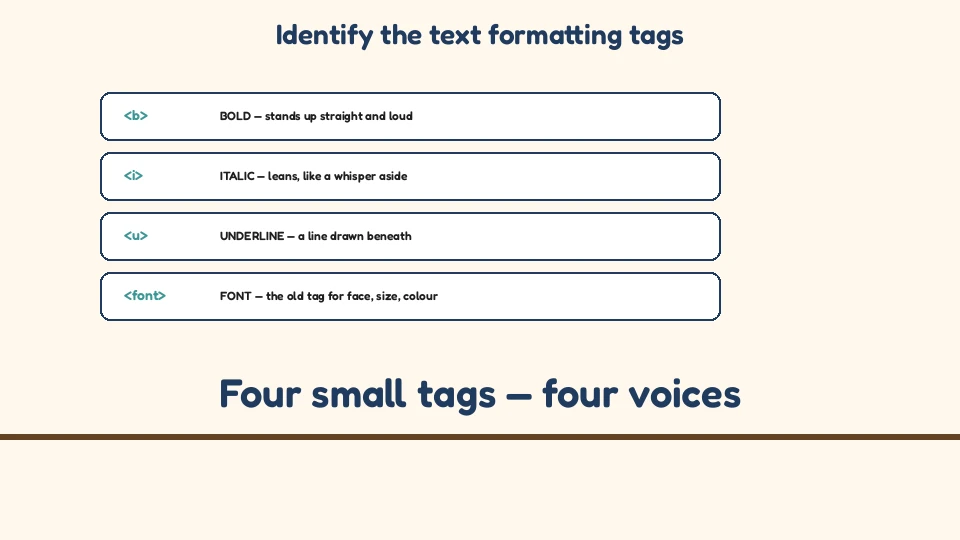 Identify the text formatting tags
<b> BOLD — stands up straight and loud
<i> ITALIC — leans, like a whisper aside
<u> UNDERLINE — a line drawn beneath
<font> FONT — the old tag for face, size, colour
Four small tags — four voices